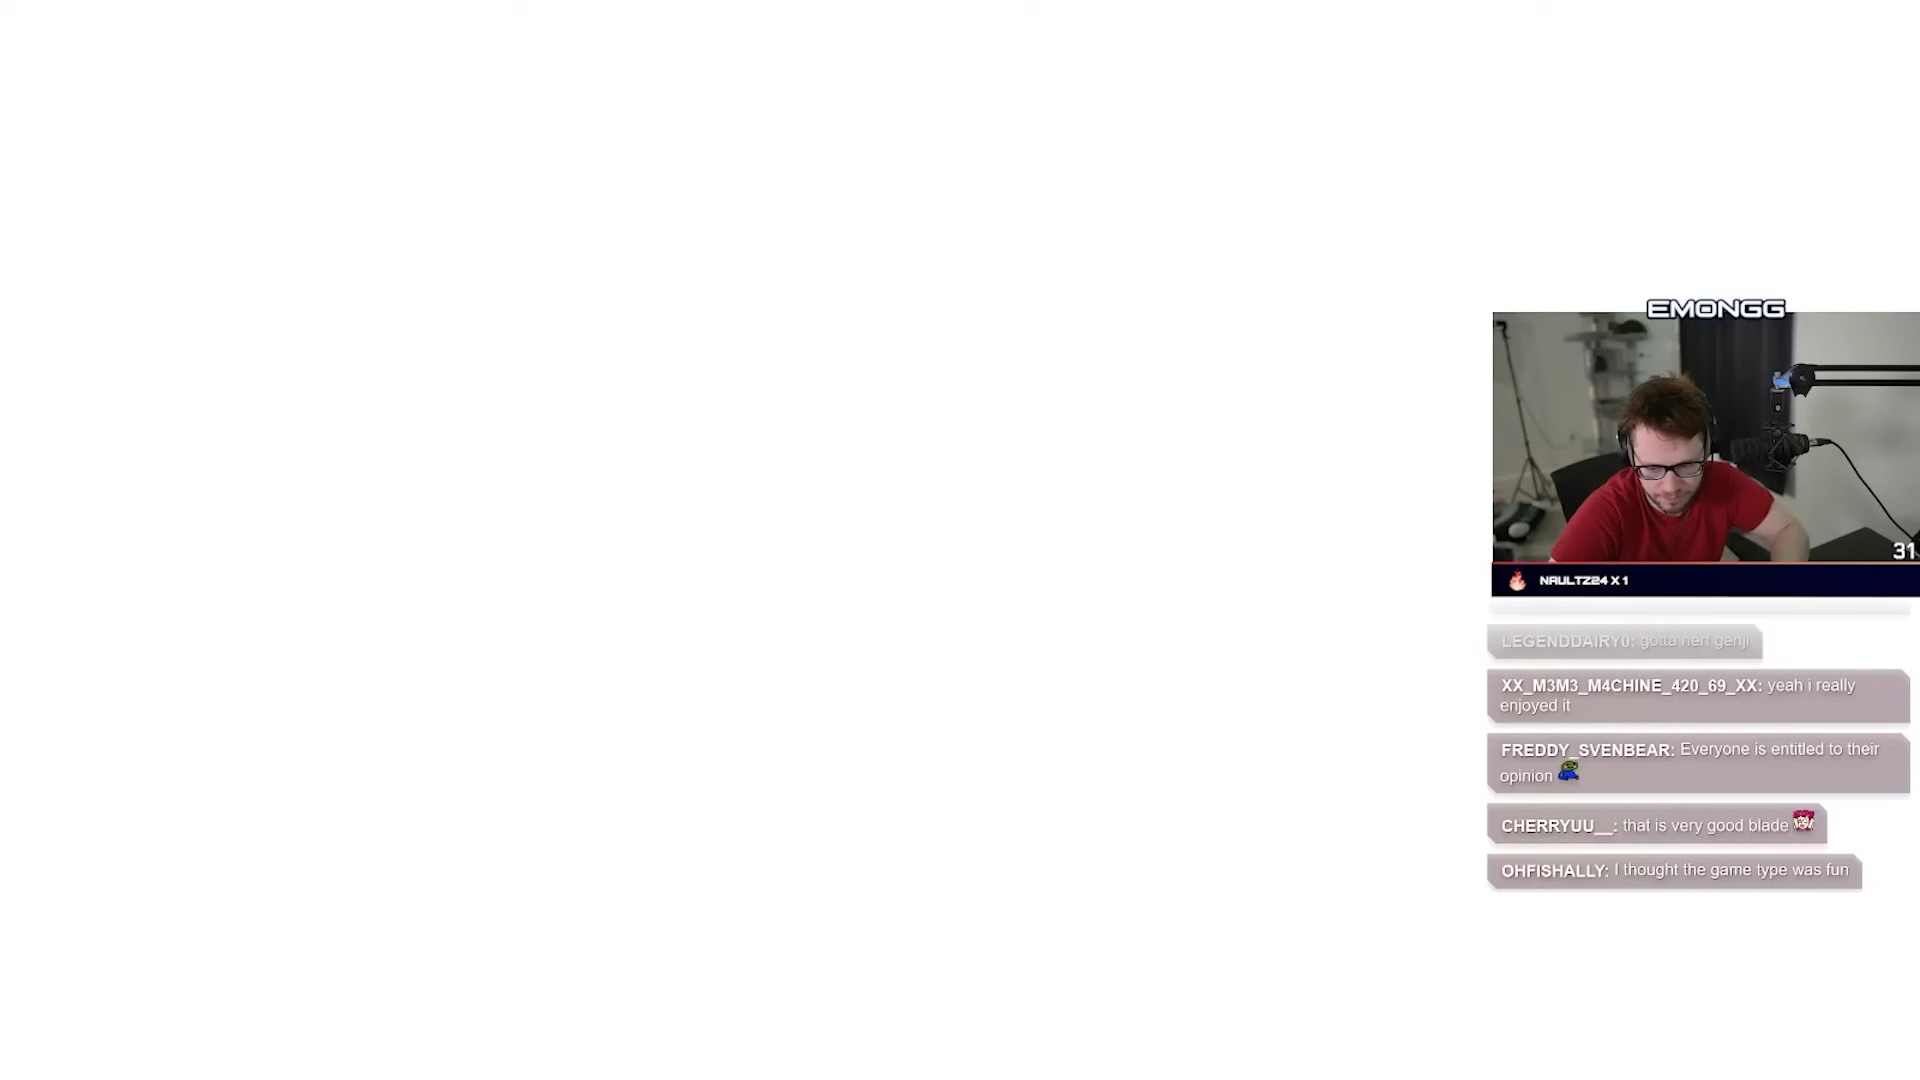 EMONGG
31
NAULTZ24 X 1
LEGENDDAIRY0: gotta nerf genji
XX_M3M3_M4CHINE_420_69_XX: yeah i really
enjoyed it
FREDDY_SVENBEAR: Everyone is entitled to their
opinion
CHERRYUU__: that is very good blade
OHFISHALLY: I thought the game type was fun